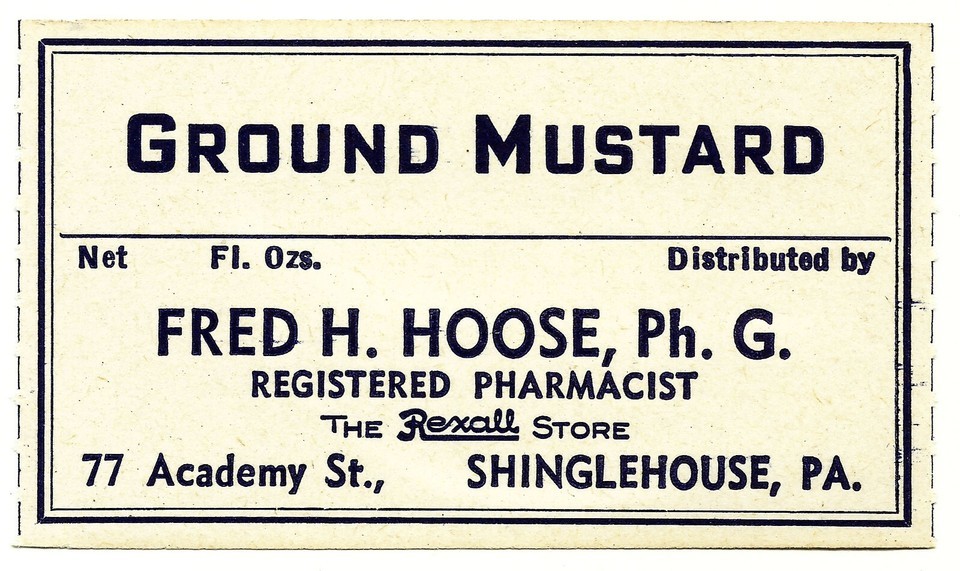 GROUND MUSTARD
Net Fl. Ozs. Distributed by
FRED H. HOOSE, Ph. G.
REGISTERED PHARMACIST
THE Rexall STORE
77 Academy St., SHINGLEHOUSE, PA.